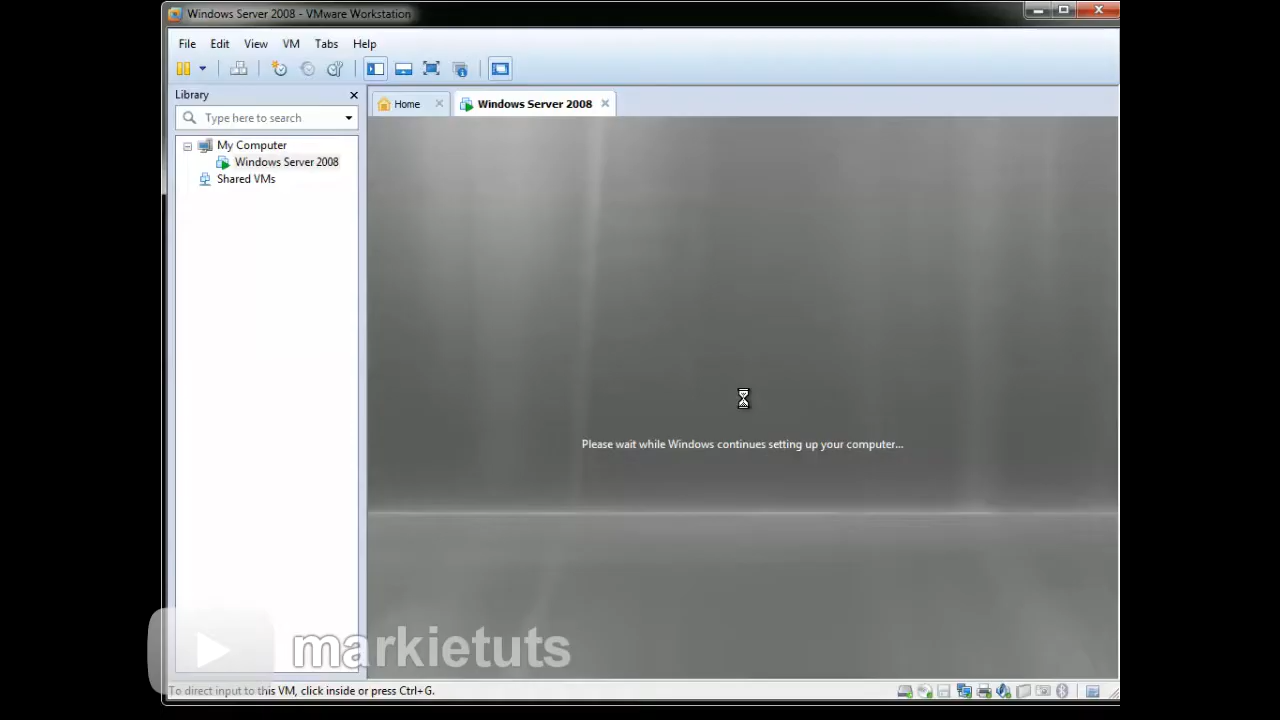 Windows Server 2008 - VMware Workstation
File Edit View VM Tabs Help
Library
Type here to search
Home
Windows Server 2008
My Computer
Windows Server 2008
Shared VMs
Please wait while Windows continues setting up your computer...
markietuts
To direct input to this VM, click inside or press Ctrl+G.